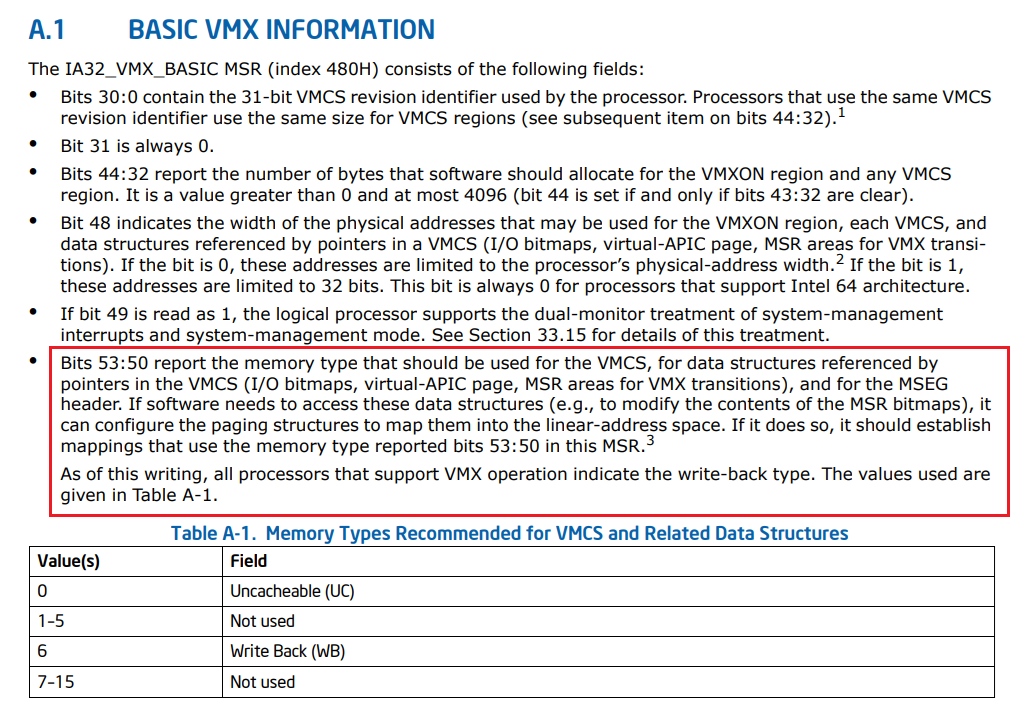 A.1 BASIC VMX INFORMATION
The IA32_VMX_BASIC MSR (index 480H) consists of the following fields:
• Bits 30:0 contain the 31-bit VMCS revision identifier used by the processor. Processors that use the same VMCS
revision identifier use the same size for VMCS regions (see subsequent item on bits 44:32).1
• Bit 31 is always 0.
• Bits 44:32 report the number of bytes that software should allocate for the VMXON region and any VMCS
region. It is a value greater than 0 and at most 4096 (bit 44 is set if and only if bits 43:32 are clear).
• Bit 48 indicates the width of the physical addresses that may be used for the VMXON region, each VMCS, and
data structures referenced by pointers in a VMCS (I/O bitmaps, virtual-APIC page, MSR areas for VMX transi-
tions). If the bit is 0, these addresses are limited to the processor’s physical-address width.2 If the bit is 1,
these addresses are limited to 32 bits. This bit is always 0 for processors that support Intel 64 architecture.
• If bit 49 is read as 1, the logical processor supports the dual-monitor treatment of system-management
interrupts and system-management mode. See Section 33.15 for details of this treatment.
• Bits 53:50 report the memory type that should be used for the VMCS, for data structures referenced by
pointers in the VMCS (I/O bitmaps, virtual-APIC page, MSR areas for VMX transitions), and for the MSEG
header. If software needs to access these data structures (e.g., to modify the contents of the MSR bitmaps), it
can configure the paging structures to map them into the linear-address space. If it does so, it should establish
mappings that use the memory type reported bits 53:50 in this MSR.3
As of this writing, all processors that support VMX operation indicate the write-back type. The values used are
given in Table A-1.
Table A-1. Memory Types Recommended for VMCS and Related Data Structures
Value(s) Field
0 Uncacheable (UC)
1–5 Not used
6 Write Back (WB)
7–15 Not used